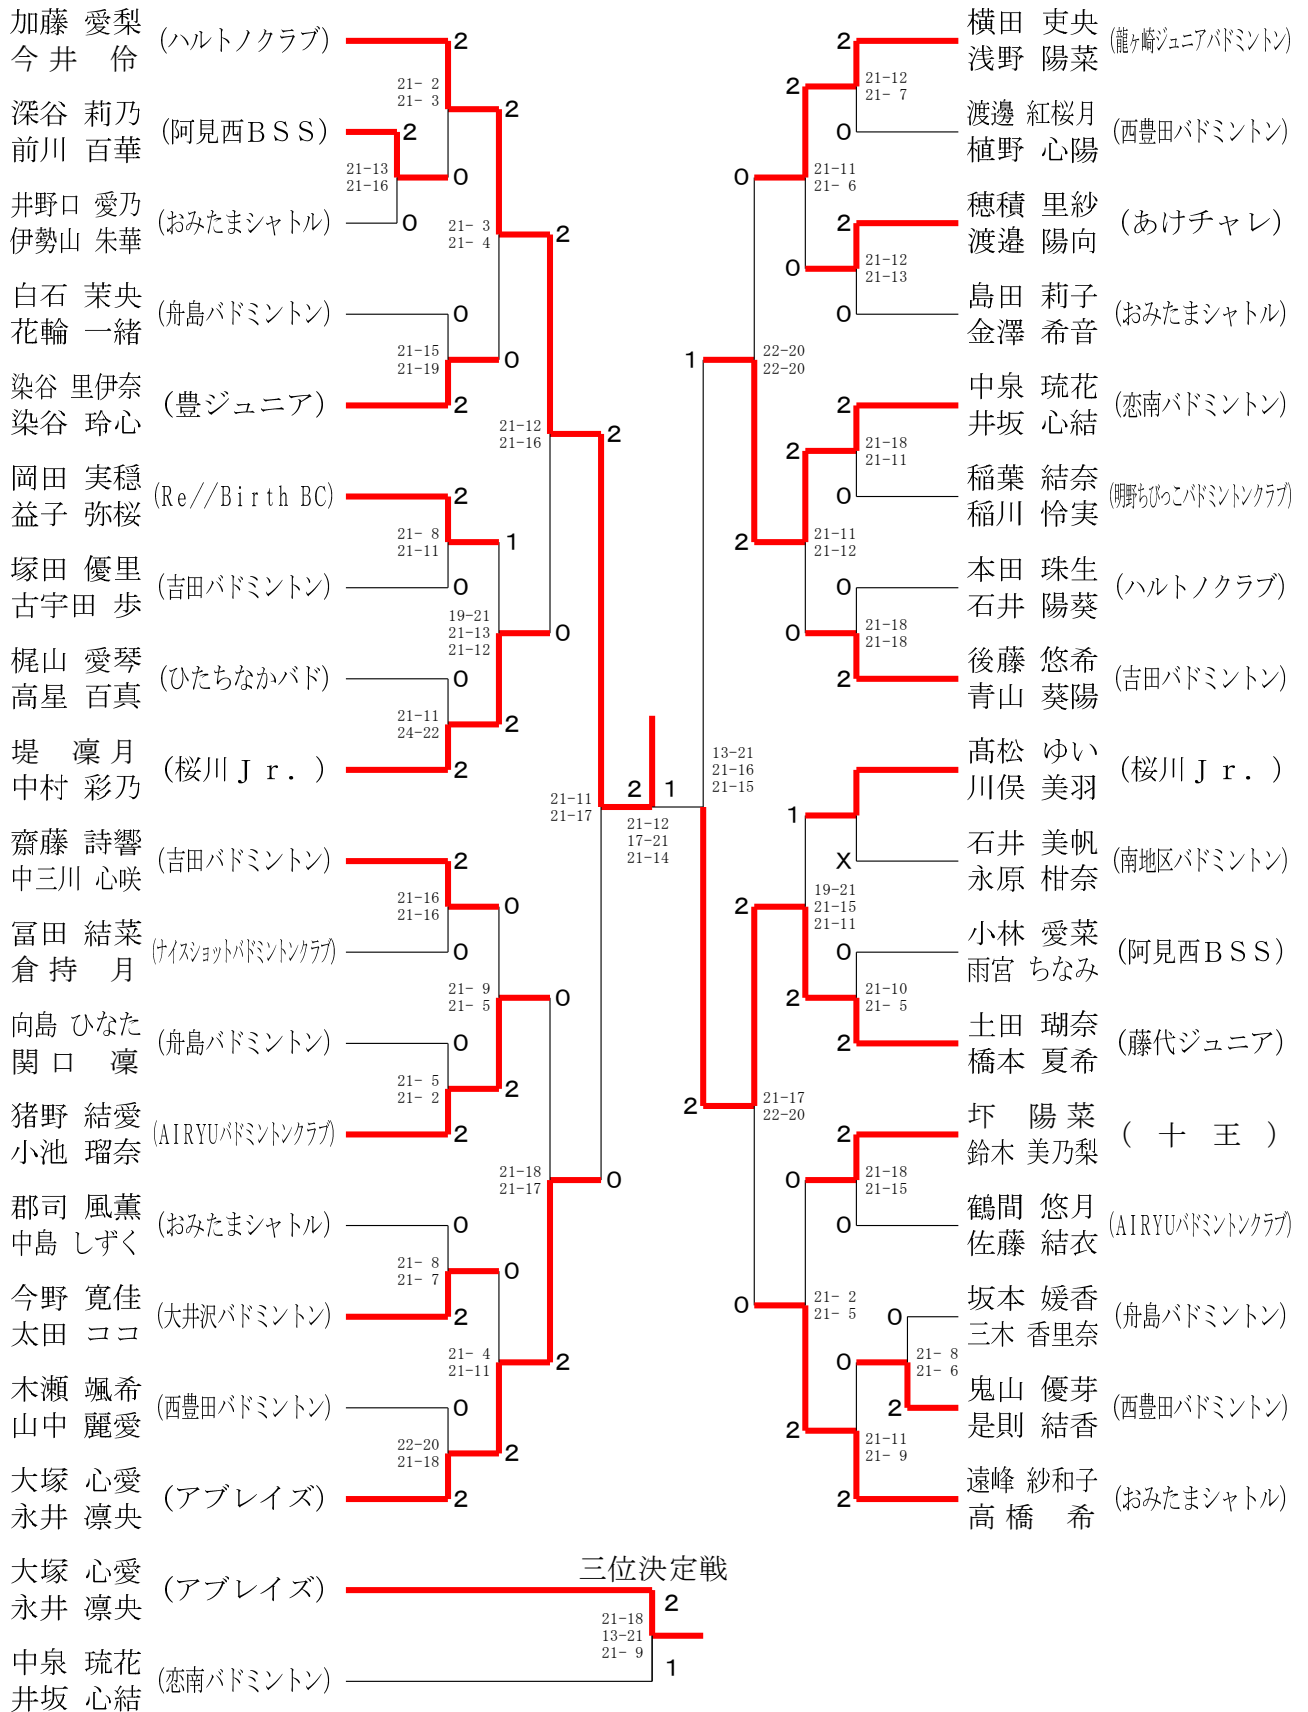 加藤 愛梨
今井 伶
(ハルトノクラブ)
2
21- 2
21- 3
2
深谷 莉乃
前川 百華
(阿見西ＢＳＳ)
2
21-13
21-16
0
井野口 愛乃
伊勢山 朱華
(おみたまシャトル)
0
21- 3
21- 4
2
白石 茉央
花輪 一緒
(舟島バドミントン)
0
21-15
21-19
0
染谷 里伊奈
染谷 玲心
(豊ジュニア)
2
21-12
21-16
2
岡田 実穏
益子 弥桜
(Re//Birth BC)
2
21- 8
21-11
1
塚田 優里
古宇田 歩
(吉田バドミントン)
0
19-21
21-13
21-12
0
梶山 愛琴
高星 百真
(ひたちなかバド)
0
21-11
24-22
2
堤 凜月
中村 彩乃
(桜川Ｊｒ．)
2
21-11
21-17
齋藤 詩響
中三川 心咲
(吉田バドミントン)
2
21-16
21-16
0
冨田 結菜
倉持 月
(ナイスショットバドミントンクラブ)
0
21- 9
21- 5
0
向島 ひなた
関口 凜
(舟島バドミントン)
0
21- 5
21- 2
2
猪野 結愛
小池 瑠奈
(AIRYUバドミントンクラブ)
2
21-18
21-17
0
郡司 風薫
中島 しずく
(おみたまシャトル)
0
21- 8
21- 7
0
今野 寛佳
太田 ココ
(大井沢バドミントン)
2
21- 4
21-11
2
木瀬 颯希
山中 麗愛
(西豊田バドミントン)
0
22-20
21-18
2
大塚 心愛
永井 凛央
(アブレイズ)
2
2
1
21-12
17-21
21-14
横田 吏央
浅野 陽菜
(龍ヶ崎ジュニアバドミントン)
2
21-12
21- 7
2
渡邊 紅桜月
植野 心陽
(西豊田バドミントン)
0
21-11
21- 6
0
穂積 里紗
渡邉 陽向
(あけチャレ)
2
21-12
21-13
0
島田 莉子
金澤 希音
(おみたまシャトル)
0
22-20
22-20
1
中泉 琉花
井坂 心結
(恋南バドミントン)
2
21-18
21-11
2
稲葉 結奈
稲川 怜実
(明野ちびっこバドミントンクラブ)
0
21-11
21-12
2
本田 珠生
石井 陽葵
(ハルトノクラブ)
0
21-18
21-18
0
後藤 悠希
青山 葵陽
(吉田バドミントン)
2
13-21
21-16
21-15
髙松 ゆい
川俣 美羽
(桜川Ｊｒ．)
1
石井 美帆
永原 柑奈
(南地区バドミントン)
X
19-21
21-15
21-11
2
小林 愛菜
雨宮 ちなみ
(阿見西ＢＳＳ)
0
21-10
21- 5
2
土田 瑚奈
橋本 夏希
(藤代ジュニア)
2
21-17
22-20
2
圷 陽菜
鈴木 美乃梨
(十王)
2
21-18
21-15
0
鶴間 悠月
佐藤 結衣
(AIRYUバドミントンクラブ)
0
21- 2
21- 5
0
坂本 媛香
三木 香里奈
(舟島バドミントン)
0
21- 8
21- 6
0
鬼山 優芽
是則 結香
(西豊田バドミントン)
2
21-11
21- 9
2
遠峰 紗和子
高橋 希
(おみたまシャトル)
2
三位決定戦
大塚 心愛
永井 凛央
(アブレイズ)
2
21-18
13-21
21- 9
中泉 琉花
井坂 心結
(恋南バドミントン)
1